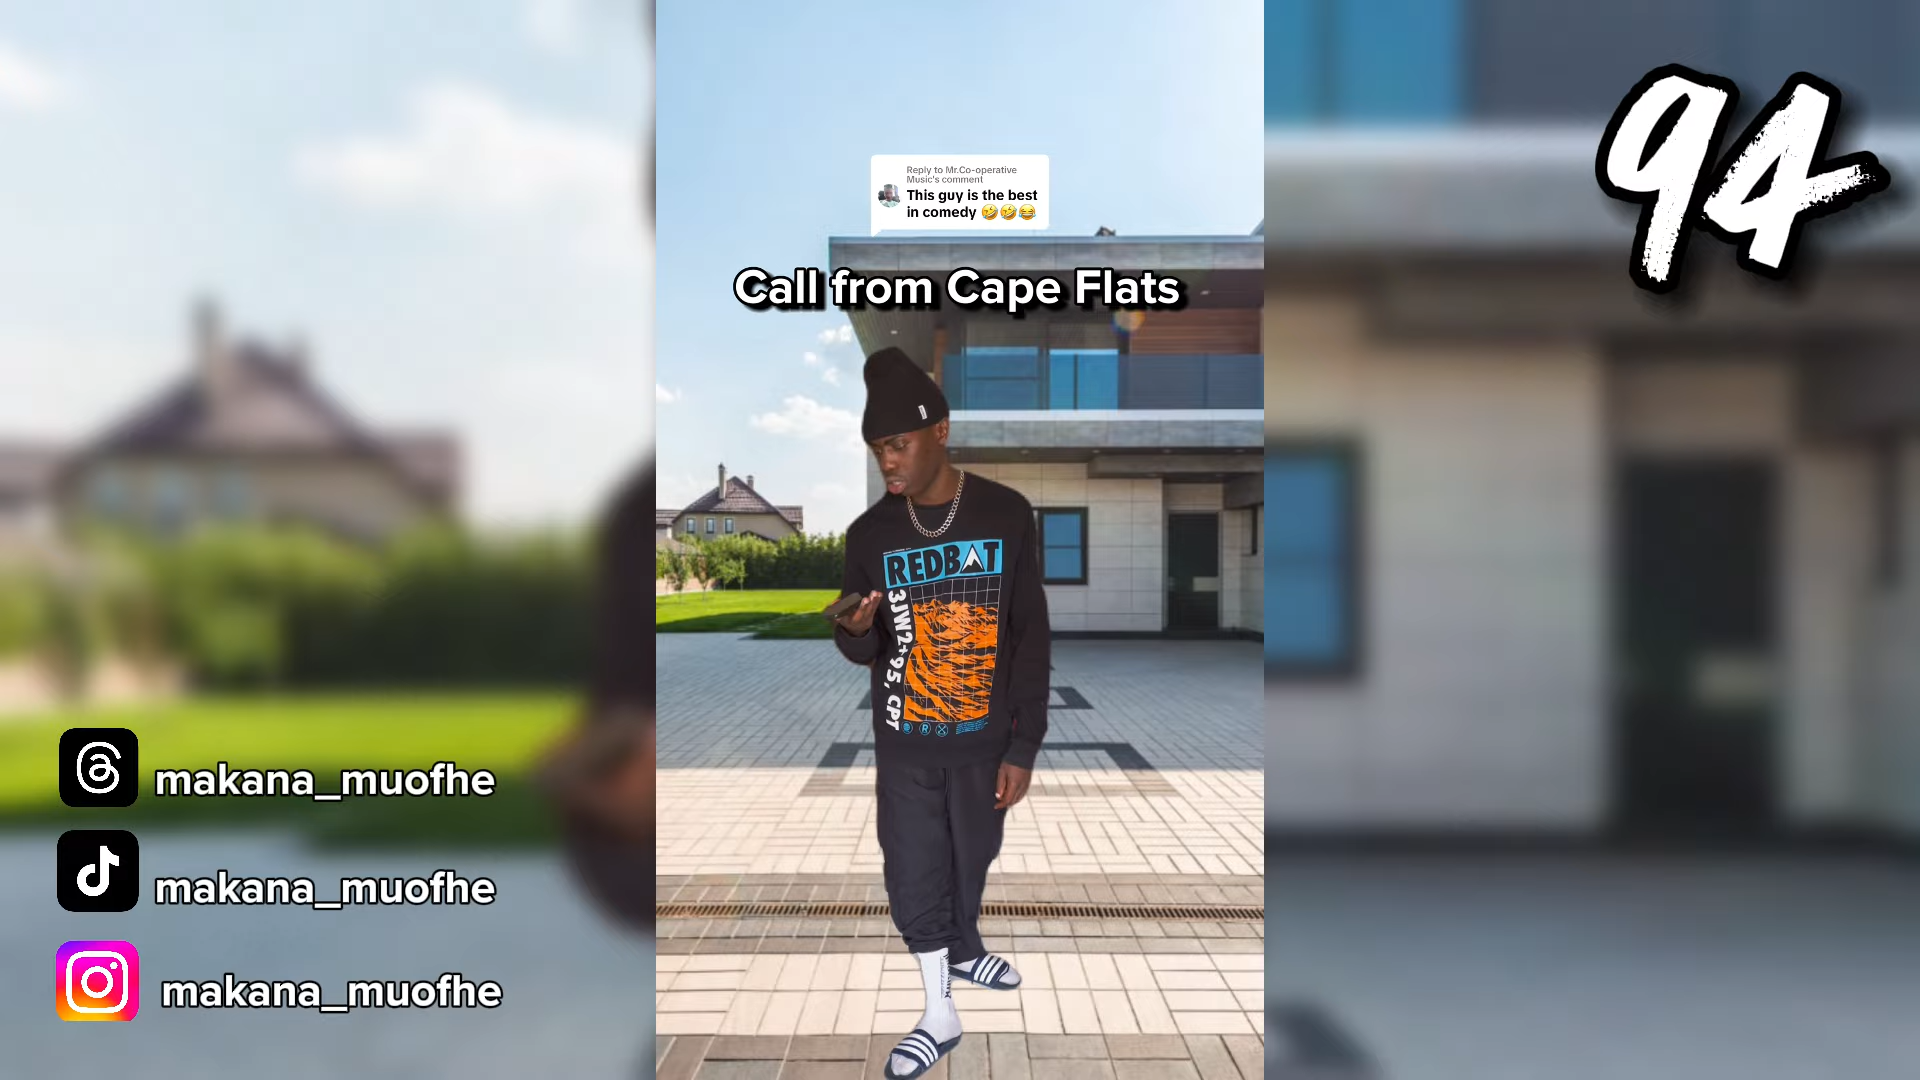 94
Reply to Mr.Co-operative
Music's comment
This guy is the best
in comedy 🤣🤣😂
Call from Cape Flats
REDBAT
3JW2+95, CPT
R
makana_muofhe
makana_muofhe
makana_muofhe